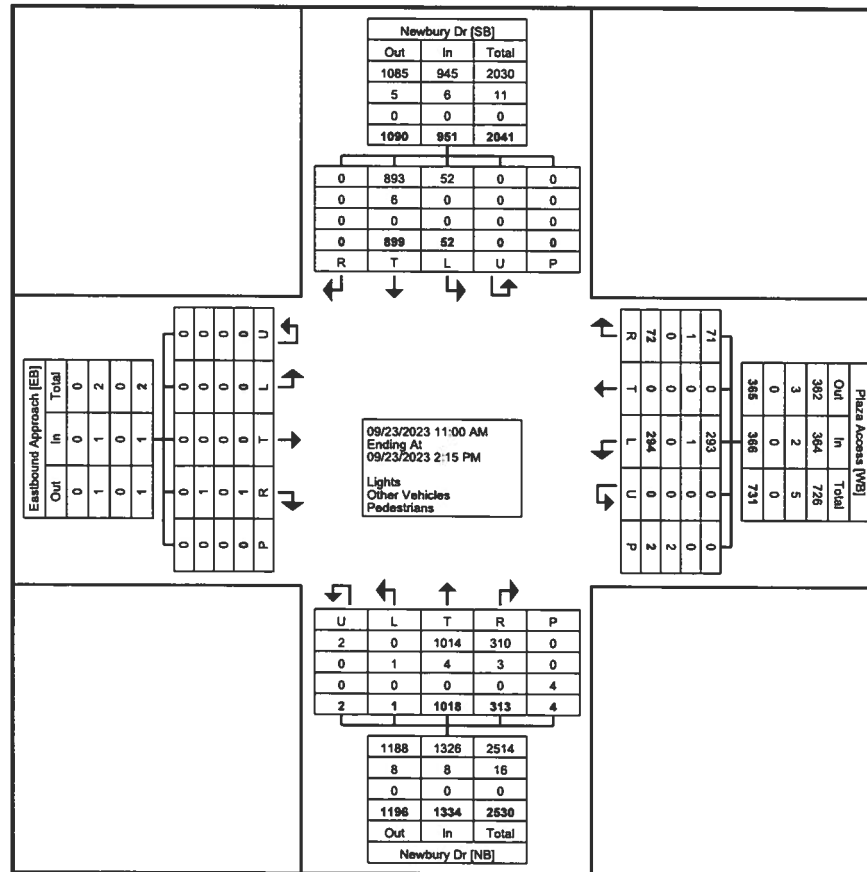 Newbury Dr [SB]
Out In Total
1085 945 2030
5 6 11
0 0 0
1090 951 2041
0 893 52 0 0
0 6 0 0 0
0 0 0 0 0
0 899 52 0 0
R T L U P
Eastbound Approach [EB]
Out In Total
0 0 0
1 1 2
0 0 0
1 1 2
0 0 0 0 0
0 1 0 0 0
0 0 0 0 0
0 1 0 0 0
P R T L U
09/23/2023 11:00 AM
Ending At
09/23/2023 2:15 PM
Lights
Other Vehicles
Pedestrians
Plaza Access [WB]
Out In Total
362 364 726
3 2 5
0 0 0
365 366 731
71 0 293 0 0
1 0 1 0 0
0 0 0 0 2
72 0 294 0 2
R T L U P
U L T R P
2 0 1014 310 0
0 1 4 3 0
0 0 0 0 4
2 1 1018 313 4
1188 1326 2514
8 8 16
0 0 0
1196 1334 2530
Out In Total
Newbury Dr [NB]